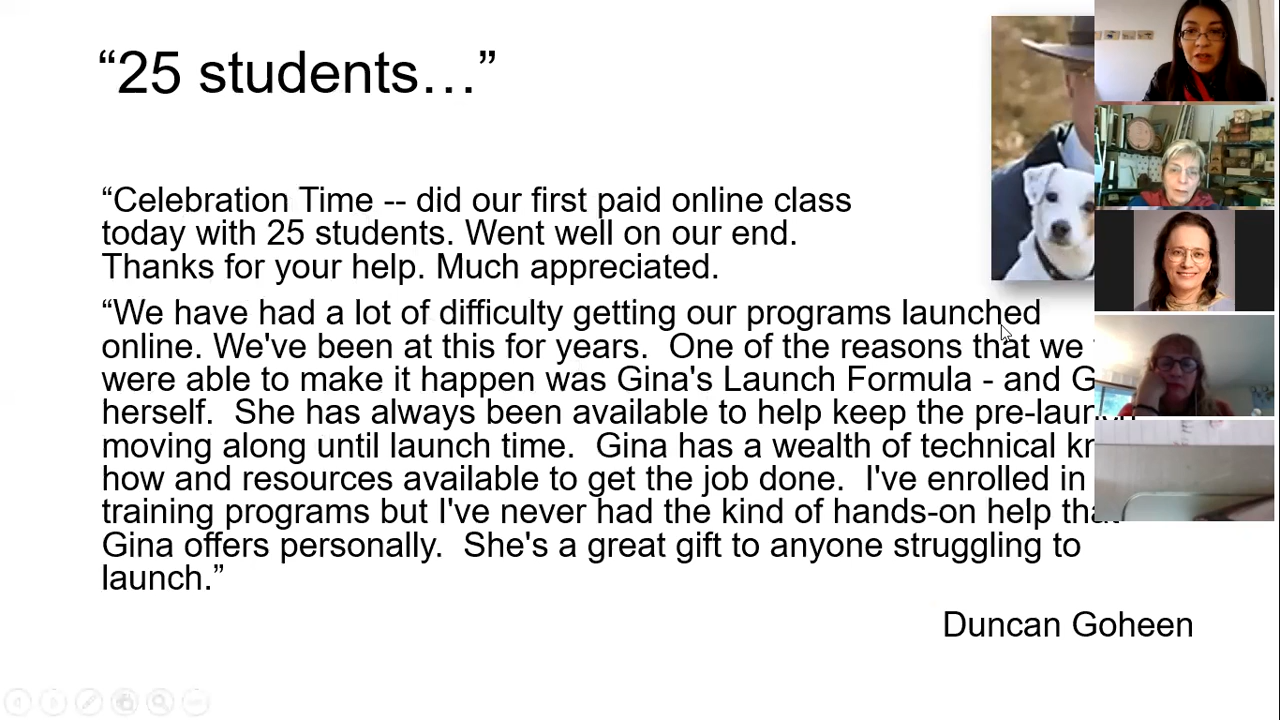 “25 students…”
“Celebration Time -- did our first paid online class
today with 25 students. Went well on our end.
Thanks for your help. Much appreciated.
“We have had a lot of difficulty getting our programs launched
online. We've been at this for years.  One of the reasons that we
were able to make it happen was Gina's Launch Formula - and
herself.  She has always been available to help keep the
moving along until launch time.  Gina has a wealth of technical
how and resources available to get the job done.  I've enrolled in
training programs but I've never had the kind of hands-on help that
Gina offers personally.  She's a great gift to anyone struggling to
launch.”
Duncan Goheen